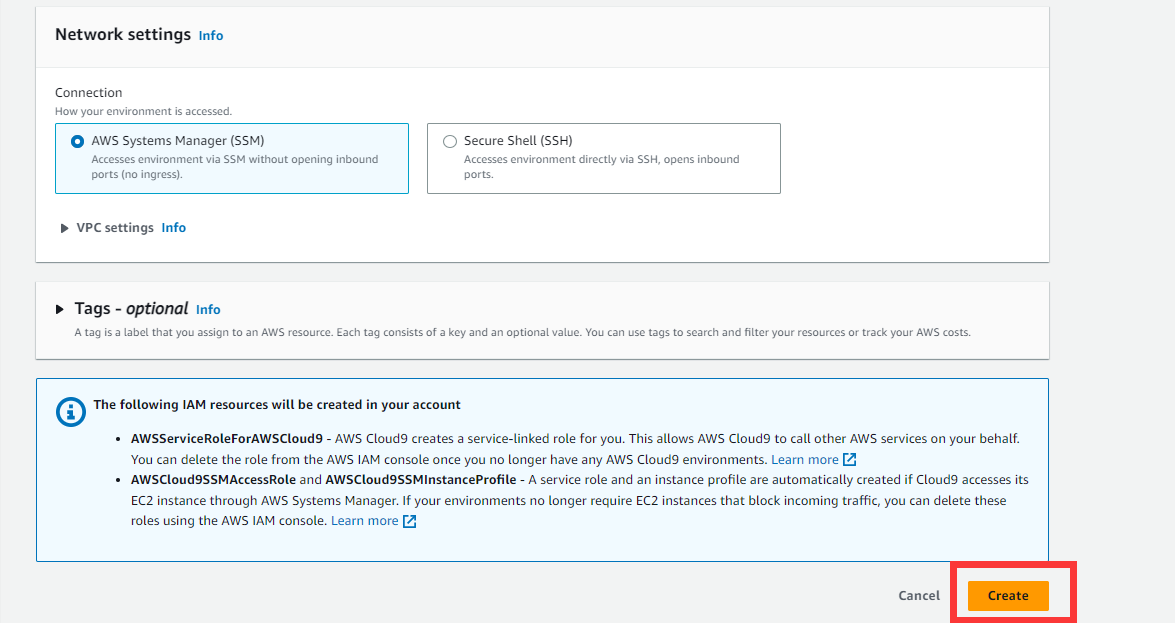 Network settings Info
Connection
How your environment is accessed.
AWS Systems Manager (SSM)
Accesses environment via SSM without opening inbound
ports (no ingress).
Secure Shell (SSH)
Accesses environment directly via SSH, opens inbound
ports.
VPC settings Info
Tags - optional Info
A tag is a label that you assign to an AWS resource. Each tag consists of a key and an optional value. You can use tags to search and filter your resources or track your AWS costs.
The following IAM resources will be created in your account
• AWSServiceRoleForAWSCloud9 - AWS Cloud9 creates a service-linked role for you. This allows AWS Cloud9 to call other AWS services on your behalf.
You can delete the role from the AWS IAM console once you no longer have any AWS Cloud9 environments. Learn more
• AWSCloud9SSMAccessRole and AWSCloud9SSMInstanceProfile - A service role and an instance profile are automatically created if Cloud9 accesses its
EC2 instance through AWS Systems Manager. If your environments no longer require EC2 instances that block incoming traffic, you can delete these
roles using the AWS IAM console. Learn more
Cancel Create